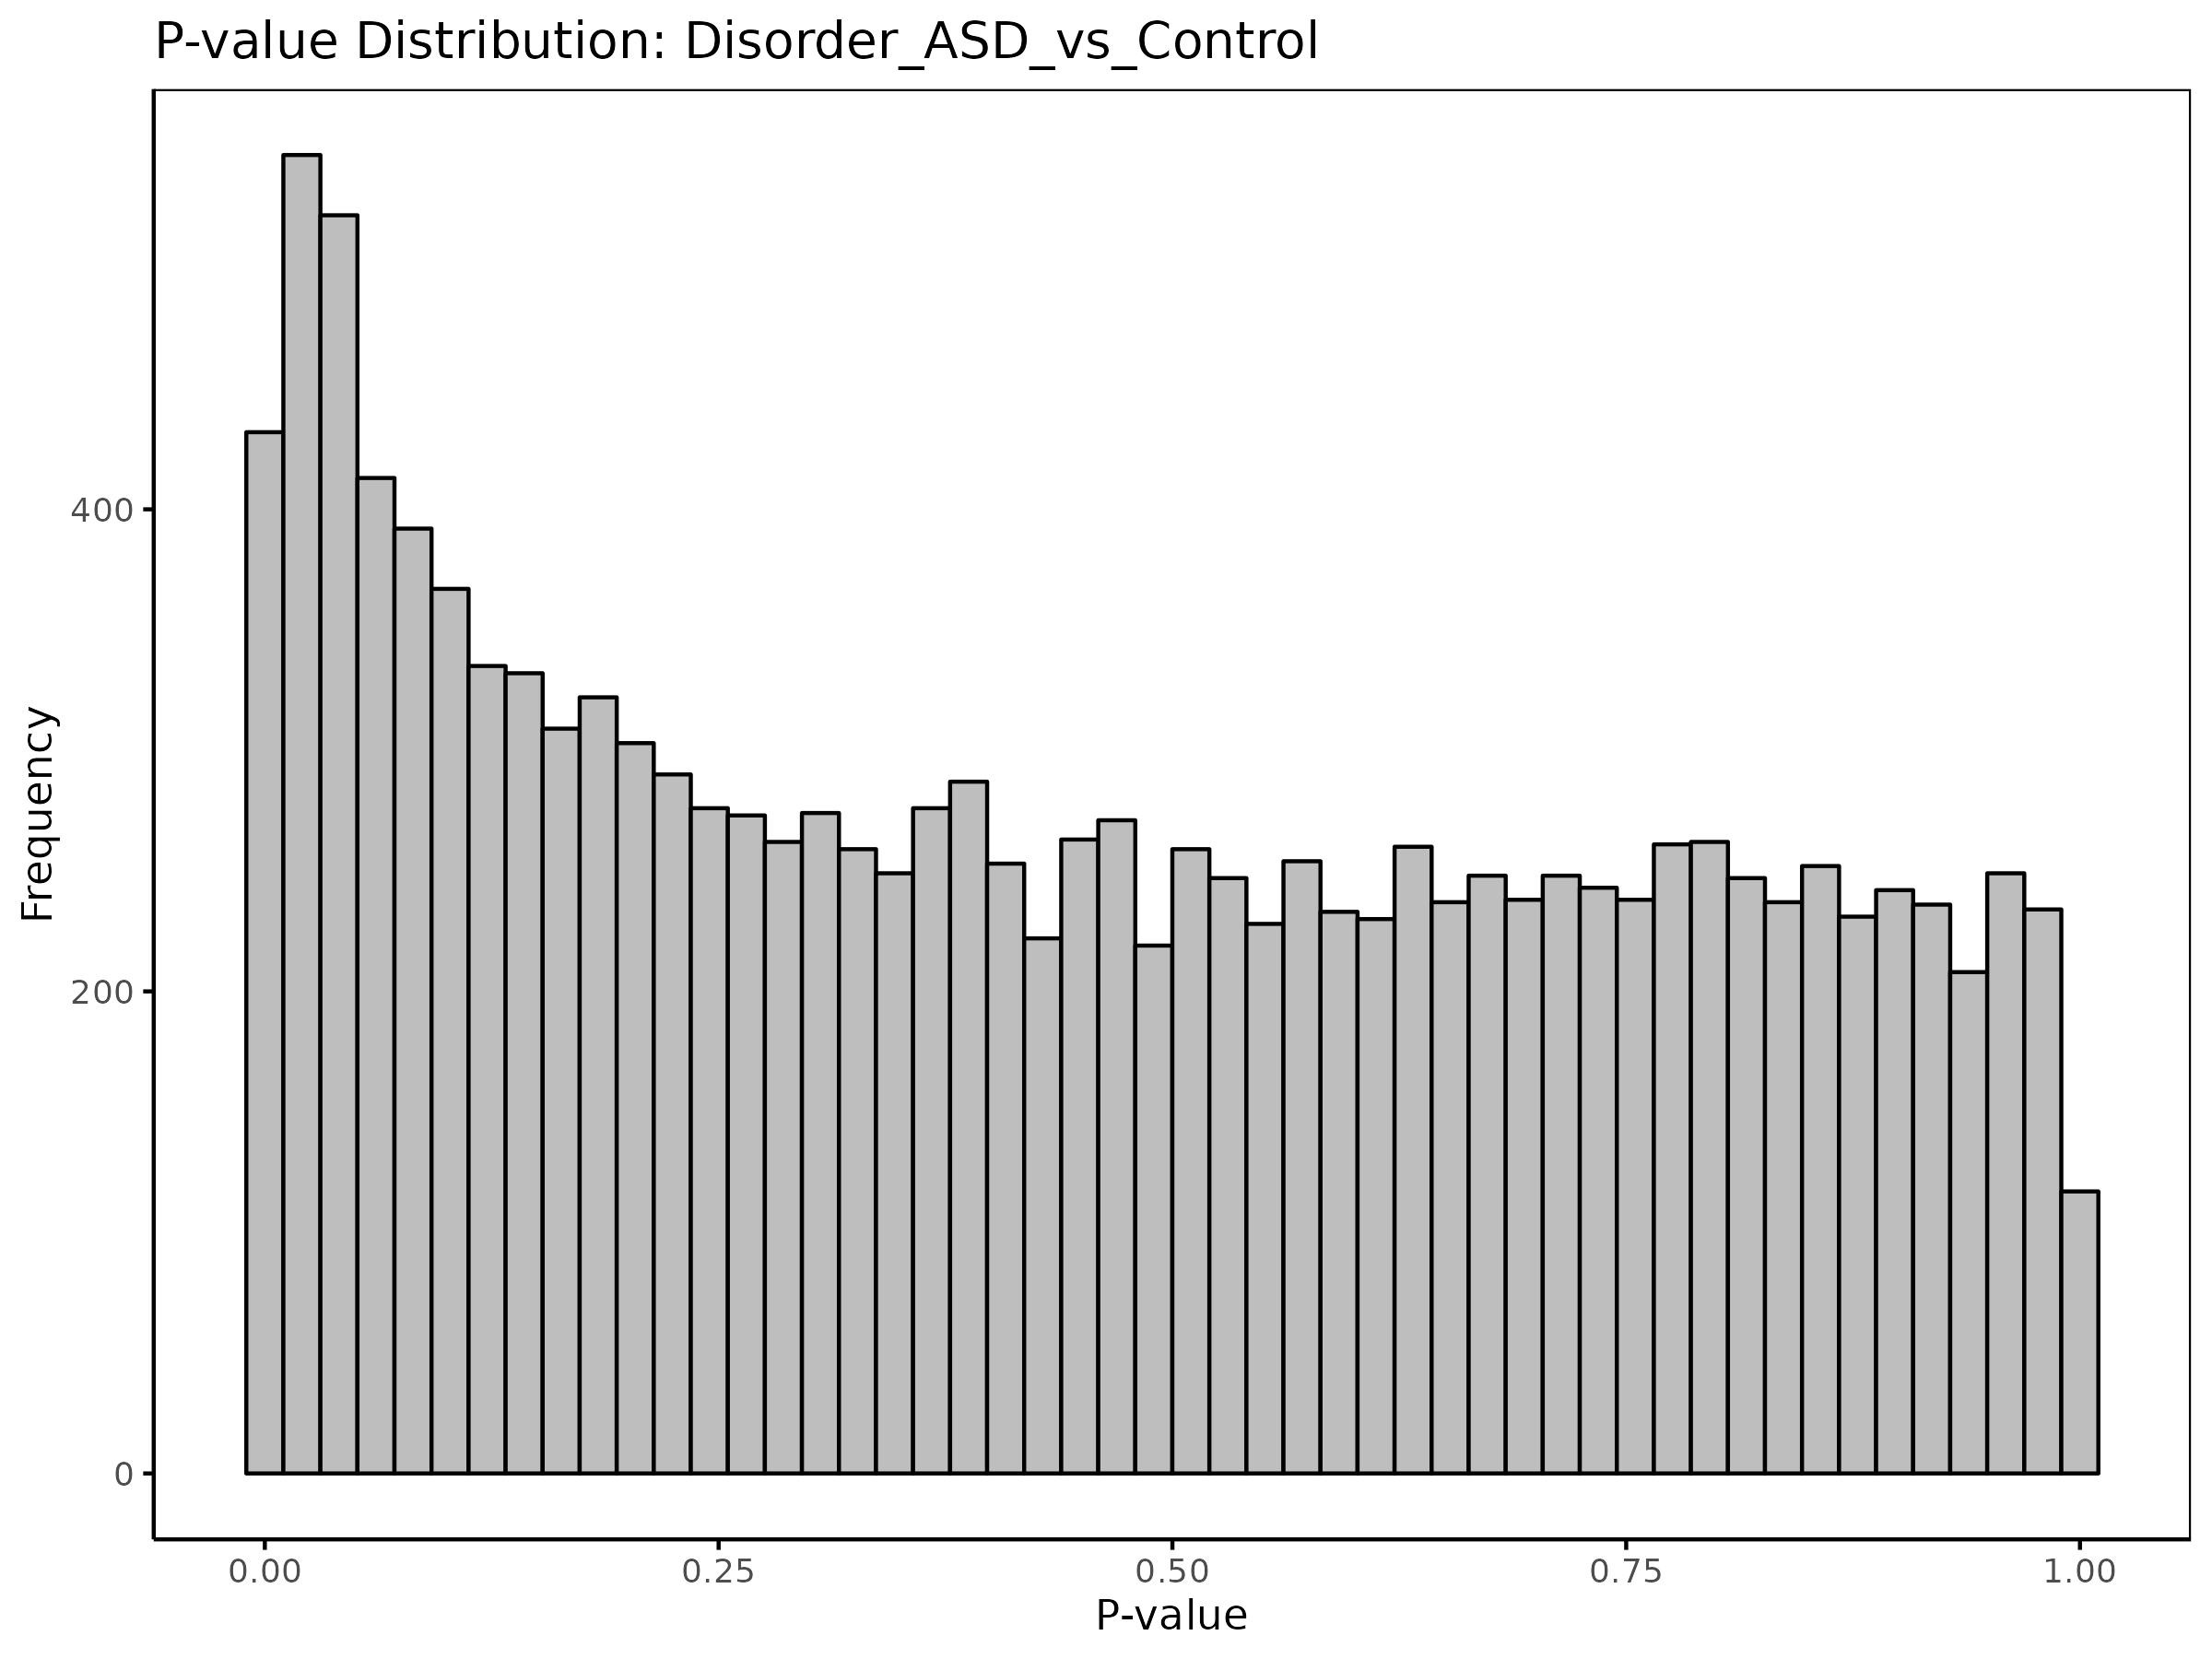 P-value Distribution: Disorder_ASD_vs_Control
Frequency
400
200
0
0.00 0.25 0.50 0.75 1.00
P-value